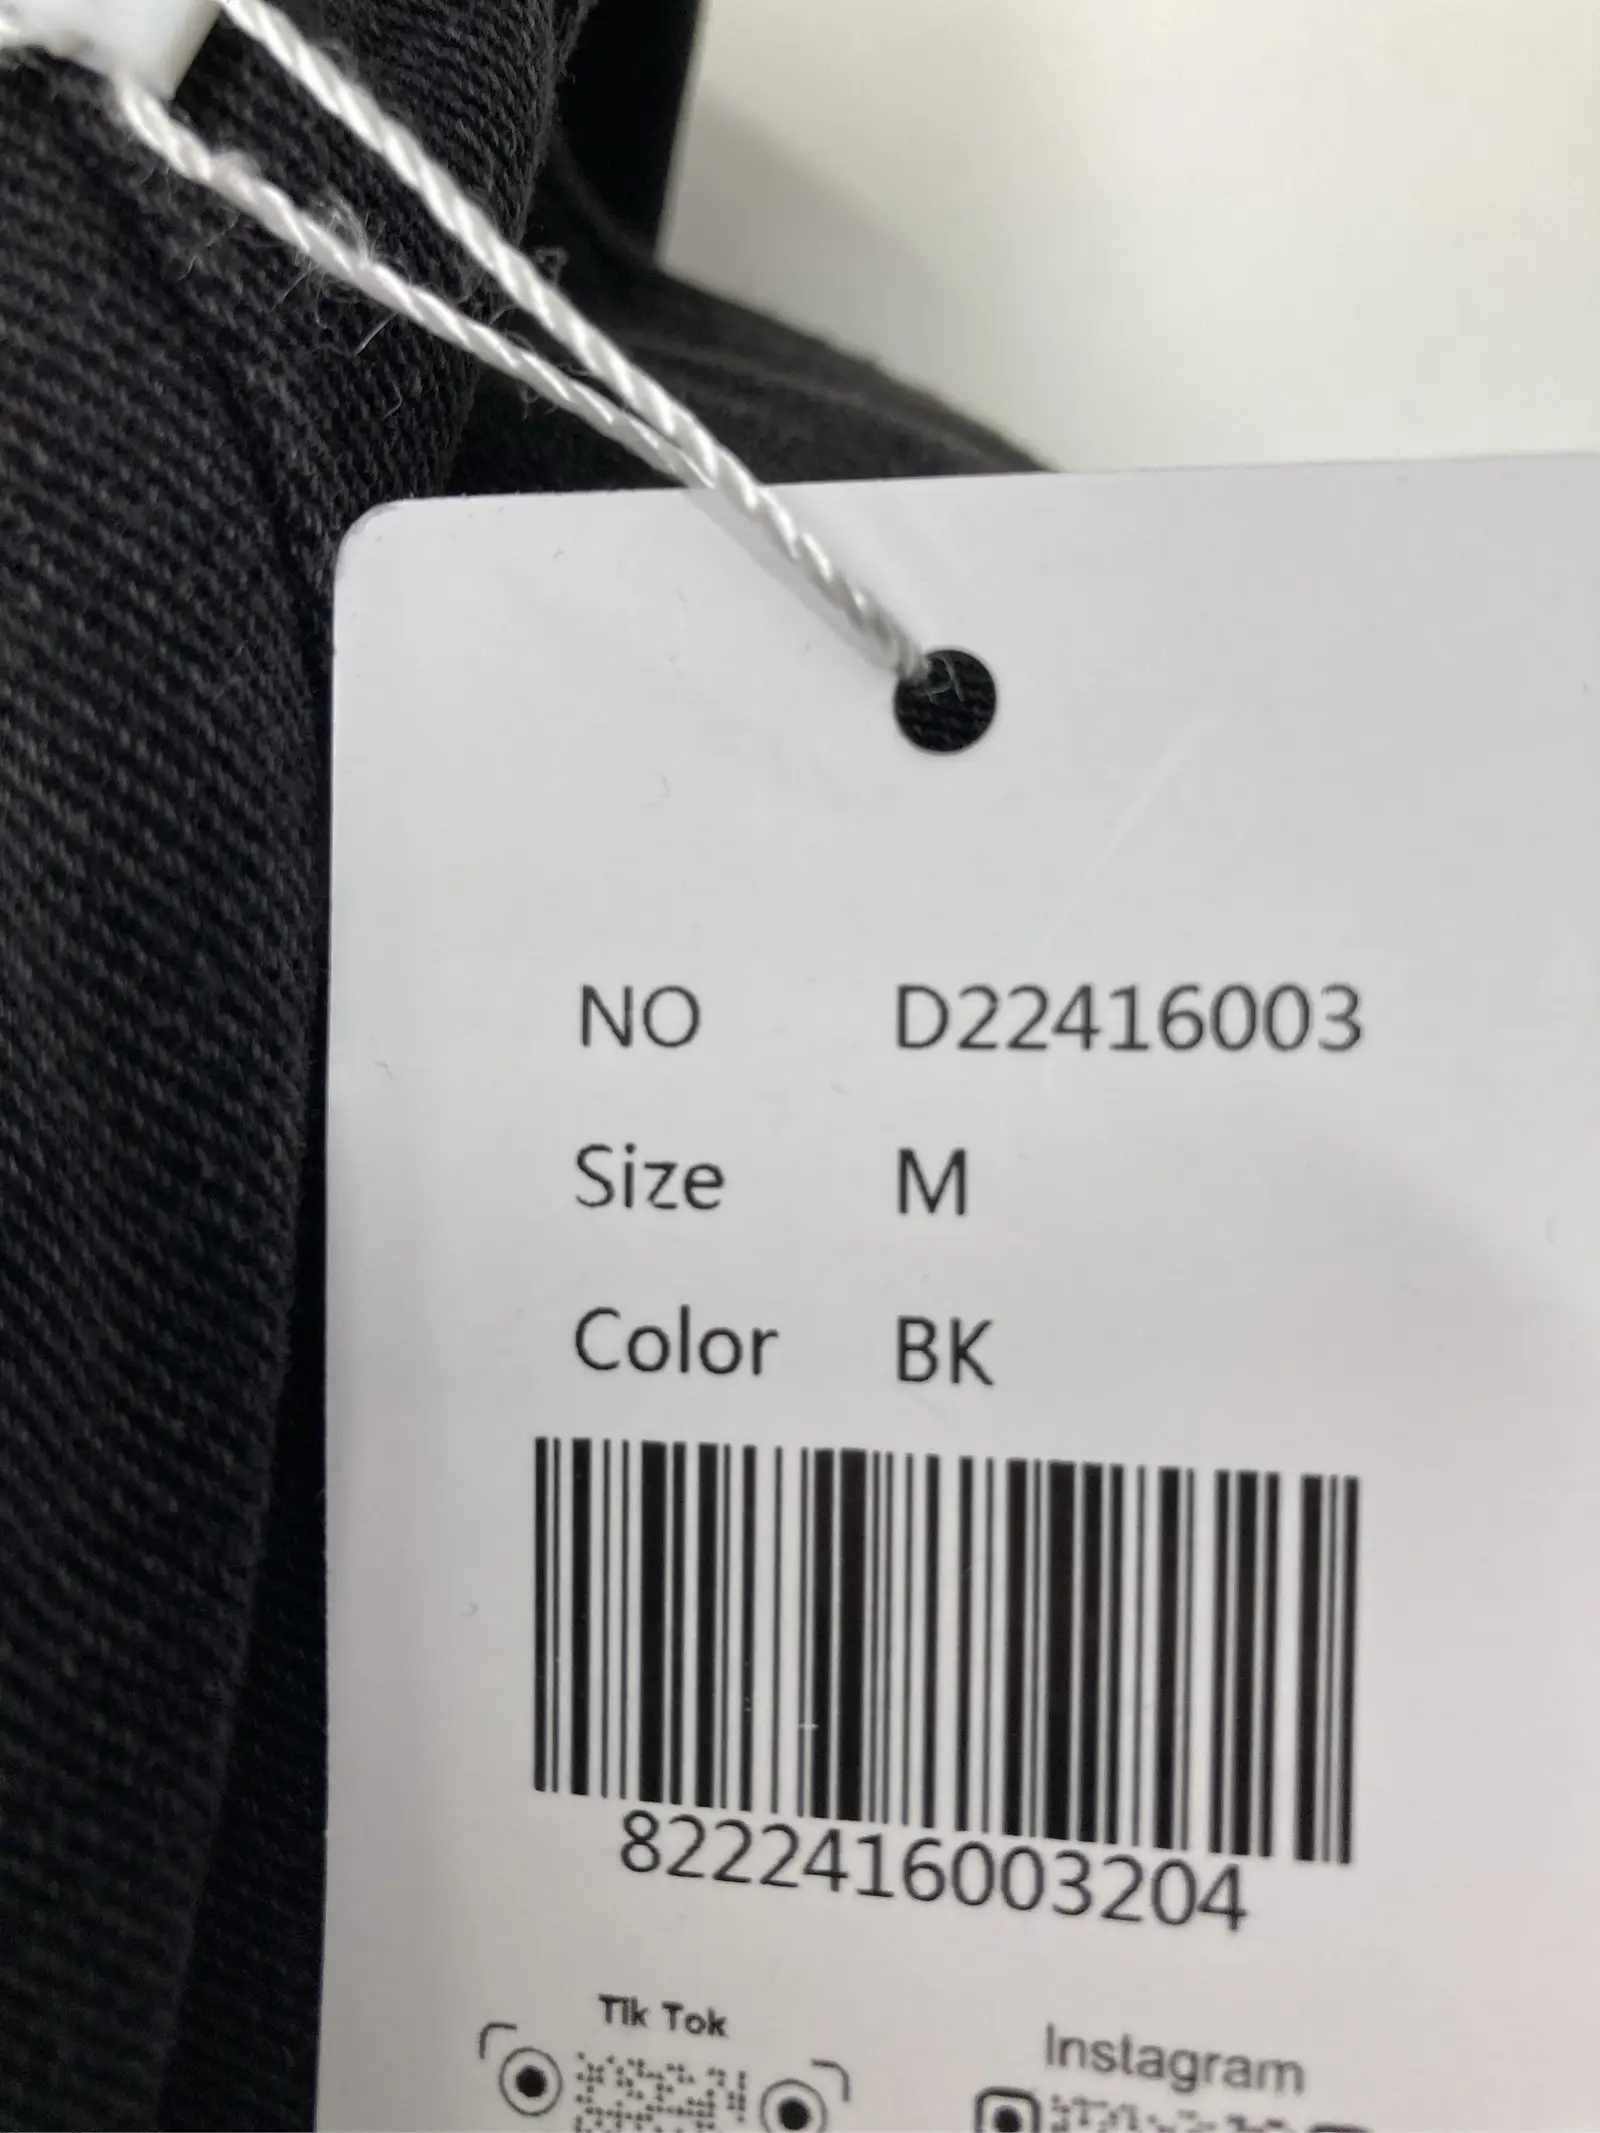 NO D22416003
Size M
Color BK
8222416003204
Tik Tok
Instagram